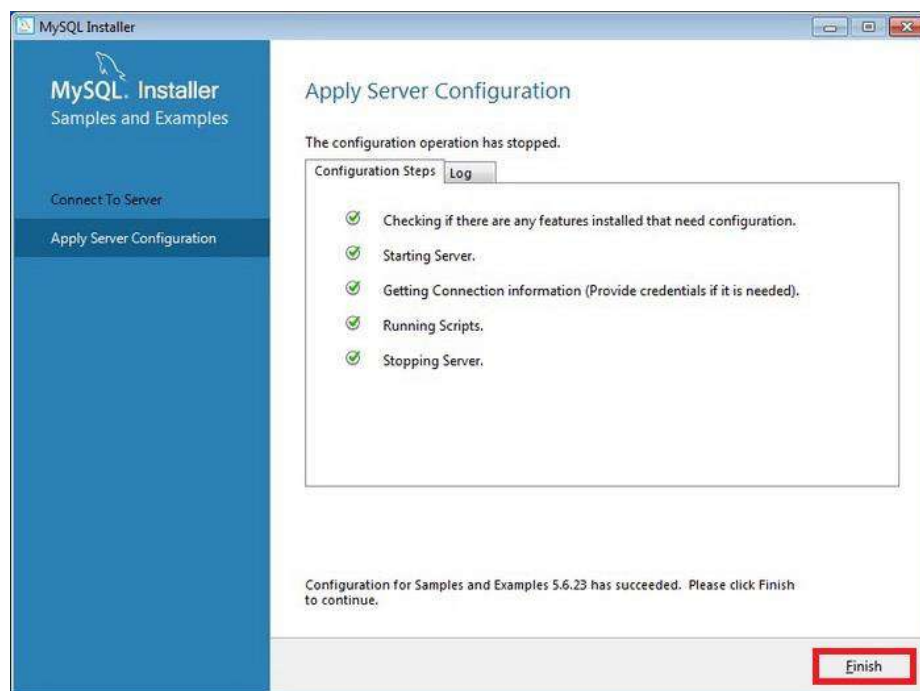 MySQL Installer
MySQL. Installer
Samples and Examples
Connect To Server
Apply Server Configuration
Apply Server Configuration
The configuration operation has stopped.
Configuration Steps
Log
Checking if there are any features installed that need configuration.
Starting Server.
Getting Connection information (Provide credentials if it is needed).
Running Scripts.
Stopping Server.
Configuration for Samples and Examples 5.6.23 has succeeded. Please click Finish
to continue.
Finish